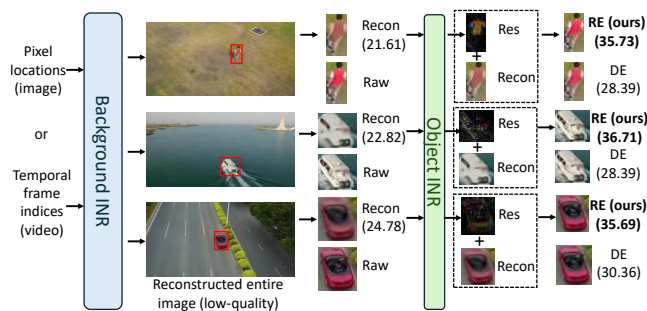 Pixel
locations
(image)
or
Temporal
frame
indices
(video)
Background INR
Reconstructed entire
image (low-quality)
Recon
(21.61)
Raw
Recon
(22.82)
Raw
Recon
(24.78)
Raw
Object INR
Res
+
Recon
Res
+
Recon
Res
+
Recon
RE (ours)
(35.73)
DE
(28.39)
RE (ours)
(36.71)
DE
(28.39)
RE (ours)
(35.69)
DE
(30.36)